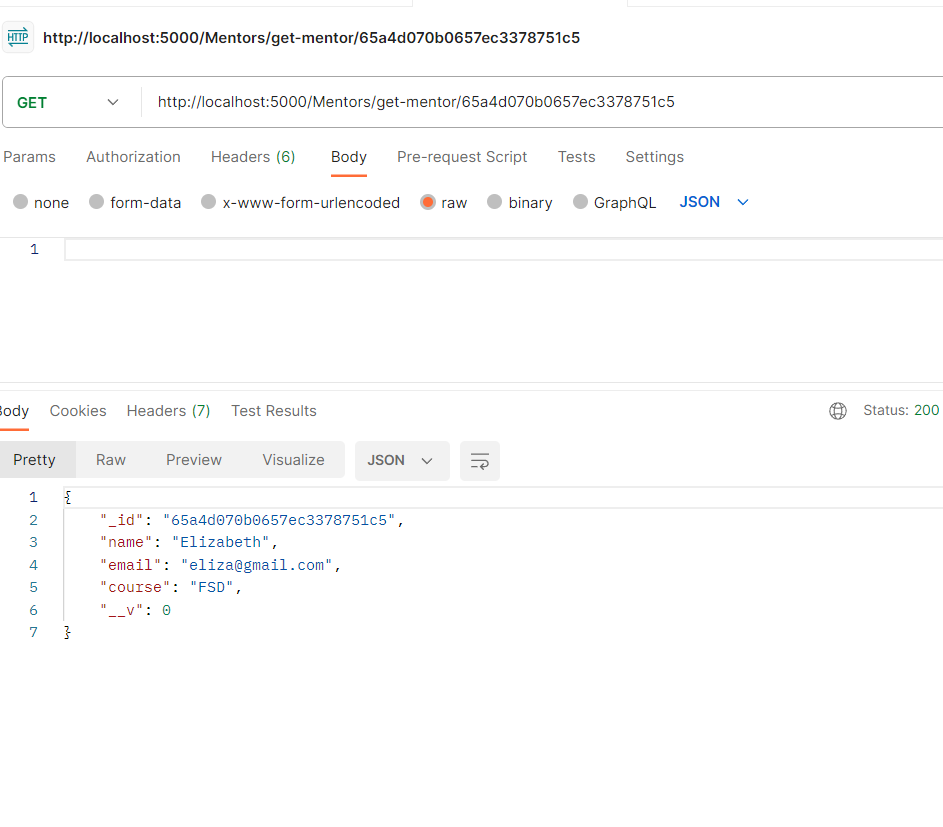 HTTP http://localhost:5000/Mentors/get-mentor/65a4d070b0657ec3378751c5
GET http://localhost:5000/Mentors/get-mentor/65a4d070b0657ec3378751c5
Params Authorization Headers (6) Body Pre-request Script Tests Settings
none form-data x-www-form-urlencoded raw binary GraphQL JSON
1
Body Cookies Headers (7) Test Results Status: 200
Pretty Raw Preview Visualize JSON
1 {
2 "_id": "65a4d070b0657ec3378751c5",
3 "name": "Elizabeth",
4 "email": "eliza@gmail.com",
5 "course": "FSD",
6 "__v": 0
7 }